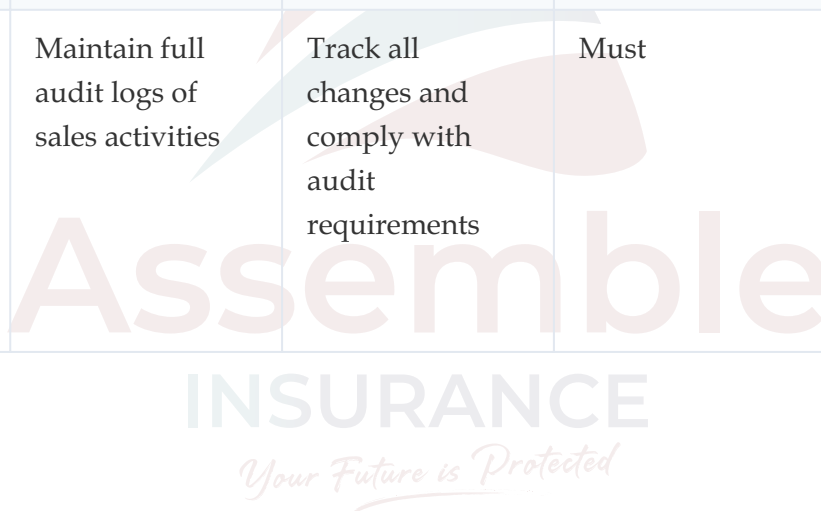 Maintain full
audit logs of
sales activities
Track all
changes and
comply with
audit
requirements
Must
Assemble
INSURANCE
Your Future is Protected